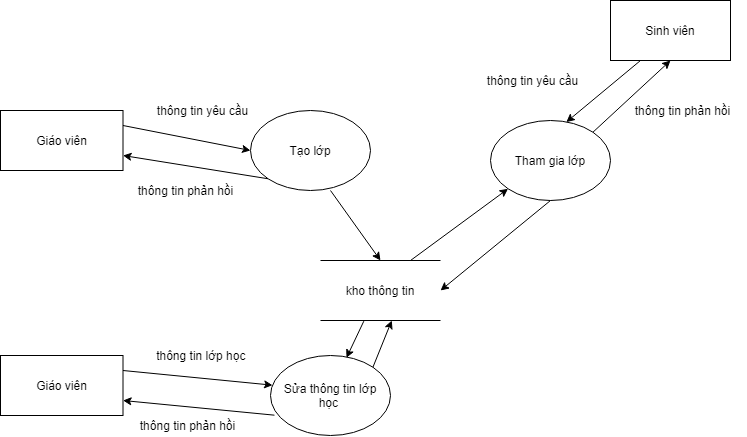 Sinh viên
thông tin yêu cầu
thông tin phản hồi
thông tin yêu cầu
Giáo viên
Tạo lớp
Tham gia lớp
thông tin phản hồi
kho thông tin
thông tin lớp học
Giáo viên
Sửa thông tin lớp
học
thông tin phản hồi